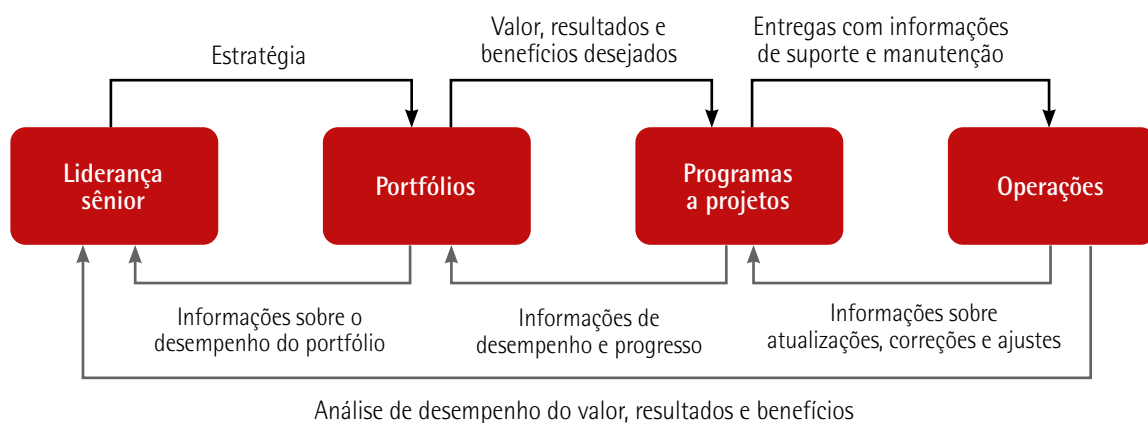 Estratégia
Valor, resultados e
benefícios desejados
Entregas com informações
de suporte e manutenção
Liderança
sênior
Portfólios
Programas
a projetos
Operações
Informações sobre o
desempenho do portfólio
Informações de
desempenho e progresso
Informações sobre
atualizações, correções e ajustes
Análise de desempenho do valor, resultados e benefícios